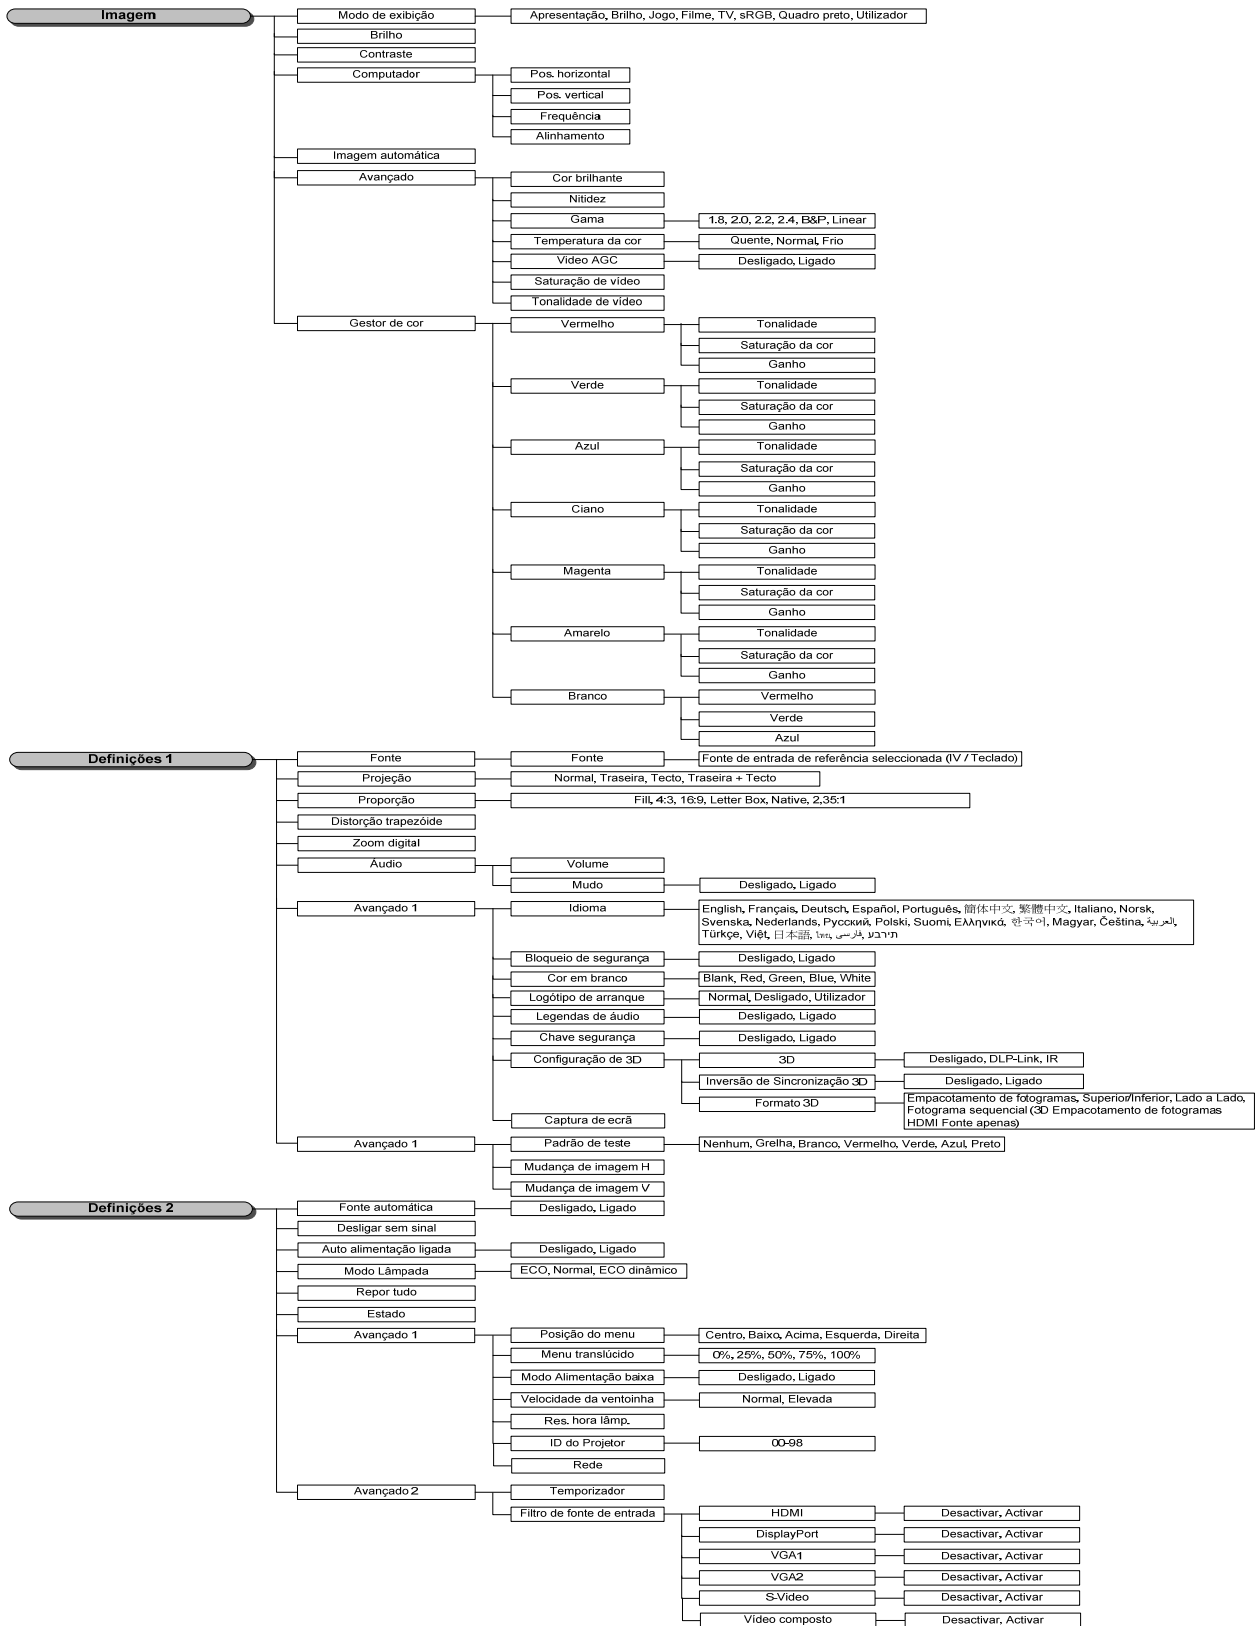 Imagem
Modo de exibição
Apresentação, Brilho, Jogo, Filme, TV, sRGB, Quadro preto, Utilizador
Brilho
Contraste
Computador
Pos. horizontal
Pos. vertical
Frequência
Alinhamento
Imagem automática
Avançado
Cor brilhante
Nitidez
Gama
1.8, 2.0, 2.2, 2.4, B&P, Linear
Temperatura da cor
Quente, Normal, Frio
Video AGC
Desligado, Ligado
Saturação de vídeo
Tonalidade de vídeo
Gestor de cor
Vermelho
Tonalidade
Saturação da cor
Ganho
Verde
Tonalidade
Saturação da cor
Ganho
Azul
Tonalidade
Saturação da cor
Ganho
Ciano
Tonalidade
Saturação da cor
Ganho
Magenta
Tonalidade
Saturação da cor
Ganho
Amarelo
Tonalidade
Saturação da cor
Ganho
Branco
Vermelho
Verde
Azul
Definições 1
Fonte
Fonte
Fonte de entrada de referência seleccionada (IV / Teclado)
Projeção
Normal, Traseira, Tecto, Traseira + Tecto
Proporção
Fill, 4:3, 16:9, Letter Box, Native, 2,35:1
Distorção trapezóide
Zoom digital
Áudio
Volume
Mudo
Desligado, Ligado
Avançado 1
Idioma
English, Français, Deutsch, Español, Português, 簡体中文, 繁體中文, Italiano, Norsk,
Svenska, Nederlands, Русский, Polski, Suomi, Ελληνικά, 한국어, Magyar, Čeština, العربية,
Türkçe, Việt, 日本語, ไทย, فارسی, תירבע
Bloqueio de segurança
Desligado, Ligado
Cor em branco
Blank, Red, Green, Blue, White
Logótipo de arranque
Normal, Desligado, Utilizador
Legendas de áudio
Desligado, Ligado
Chave segurança
Desligado, Ligado
Configuração de 3D
3D
Desligado, DLP-Link, IR
Inversão de Sincronização 3D
Desligado, Ligado
Formato 3D
Empacotamento de fotogramas, Superior/Inferior, Lado a Lado,
Fotograma sequencial (3D Empacotamento de fotogramas
HDMI Fonte apenas)
Captura de ecrã
Avançado 1
Padrão de teste
Nenhum, Grelha, Branco, Vermelho, Verde, Azul, Preto
Mudança de imagem H
Mudança de imagem V
Definições 2
Fonte automática
Desligado, Ligado
Desligar sem sinal
Auto alimentação ligada
Desligado, Ligado
Modo Lâmpada
ECO, Normal, ECO dinâmico
Repor tudo
Estado
Avançado 1
Posição do menu
Centro, Baixo, Acima, Esquerda, Direita
Menu translúcido
0%, 25%, 50%, 75%, 100%
Modo Alimentação baixa
Desligado, Ligado
Velocidade da ventoinha
Normal, Elevada
Res. hora lâmp.
ID do Projetor
00-98
Rede
Avançado 2
Temporizador
Filtro de fonte de entrada
HDMI
Desactivar, Activar
DisplayPort
Desactivar, Activar
VGA1
Desactivar, Activar
VGA2
Desactivar, Activar
S-Video
Desactivar, Activar
Vídeo composto
Desactivar, Activar